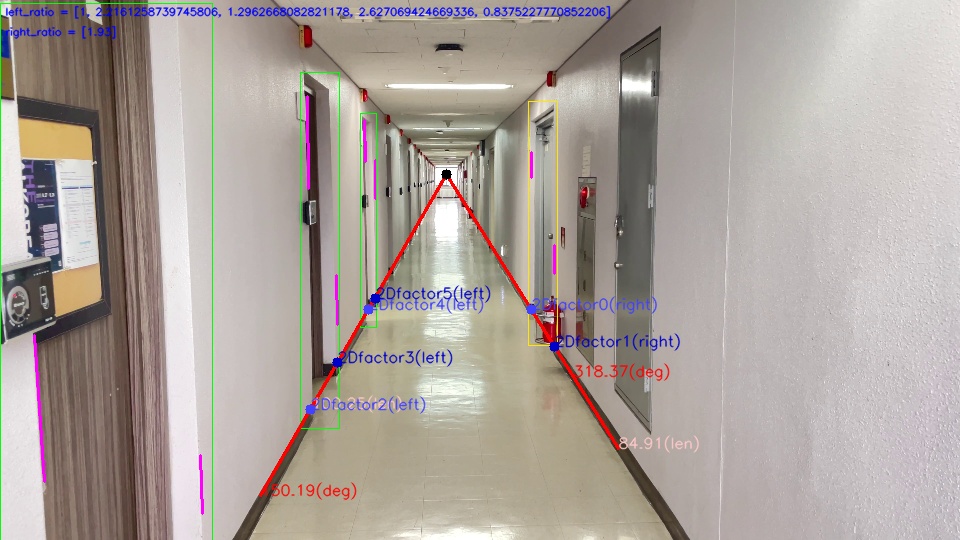 left_ratio = [1, 2.2161258739745806, 1.2962668082821178, 2.627069424669336, 0.8375227770852206]
right_ratio = [1.93]
2Dfactor5(left)
2Dfactor4(left)
2Dfactor0(right)
2Dfactor1(right)
2Dfactor3(left)
318.37(deg)
2Dfactor2(left)
84.91(len)
30.19(deg)